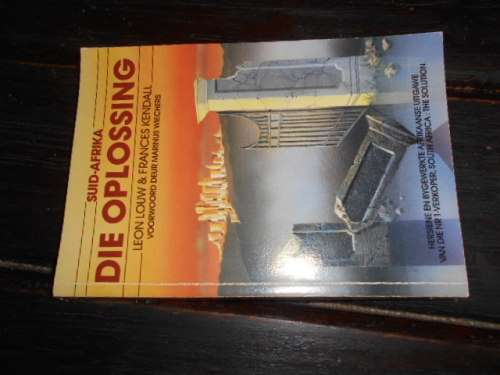 SUID-AFRIKA
DIE OPLOSSING
LEON LOUW & FRANCES KENDALL
VOORWOORD DEUR MARINUS WIECHERS
HERSIENE EN BYGEWERKTE AFRIKAANSE UITGAWE
VAN DIE NR 1-VERKOPER, SOUTH AFRICA: THE SOLUTION